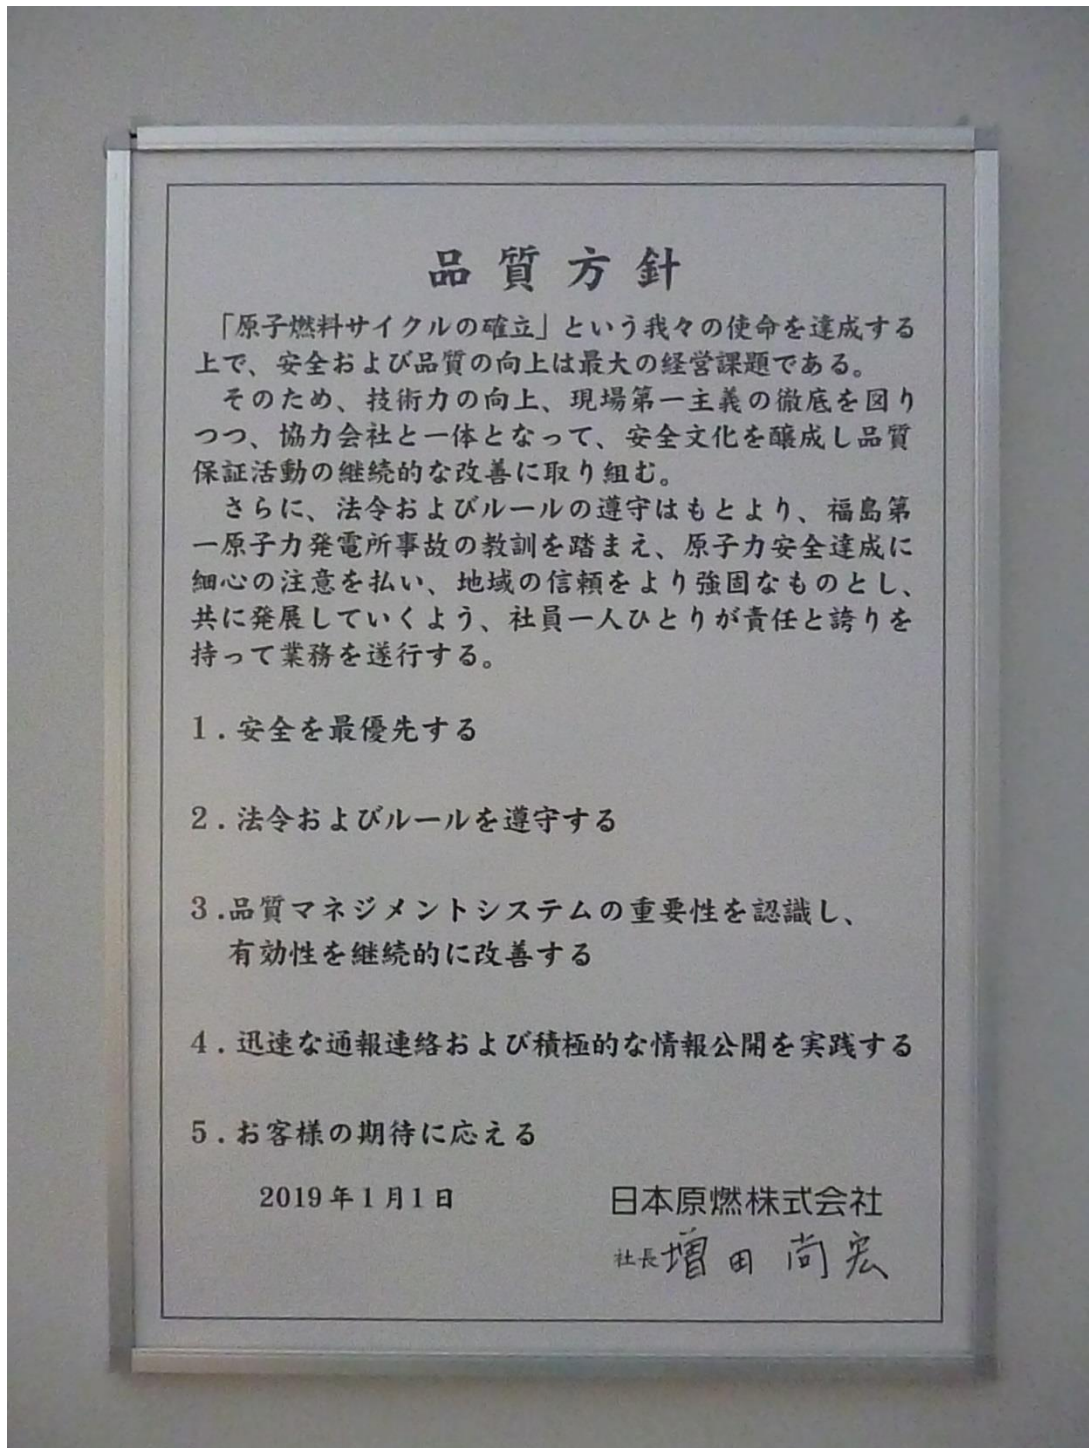 品質方針
「原子燃料サイクルの確立」という我々の使命を達成する
上で、安全および品質の向上は最大の経営課題である。
そのため、技術力の向上、現場第一主義の徹底を図り
つつ、協力会社と一体となって、安全文化を醸成し品質
保証活動の継続的な改善に取り組む。
さらに、法令およびルールの遵守はもとより、福島第
一原子力発電所事故の教訓を踏まえ、原子力安全達成に
細心の注意を払い、地域の信頼をより強固なものとし、
共に発展していくよう、社員一人ひとりが責任と誇りを
持って業務を遂行する。
1.安全を最優先する
2.法令およびルールを遵守する
3.品質マネジメントシステムの重要性を認識し、
有効性を継続的に改善する
4.迅速な通報連絡および積極的な情報公開を実践する
5.お客様の期待に応える
2019年1月1日 日本原燃株式会社
社長 増田 尚宏